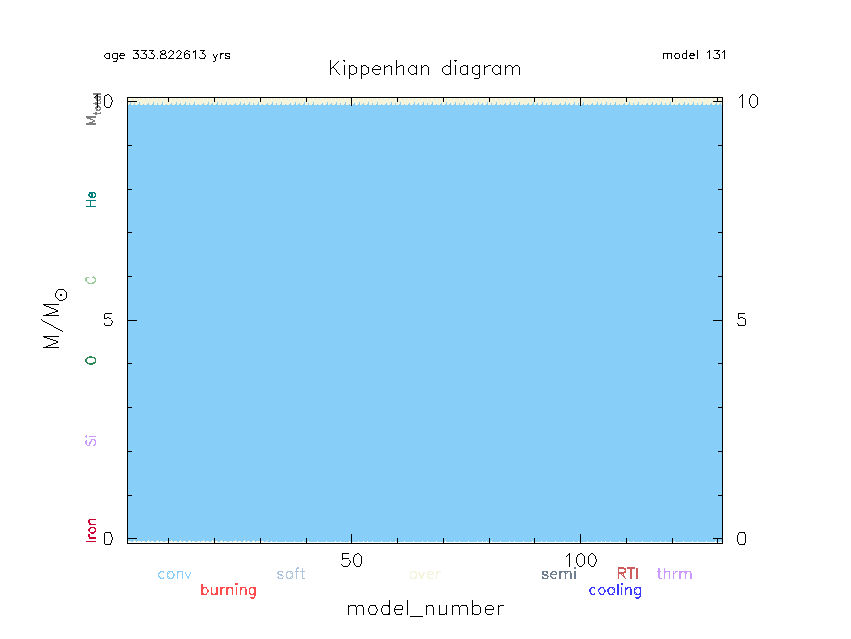 age 333.822613 yrs
model 131
Kippenhan diagram
M_total
He
C
O
Si
Iron
M/M☉
10
5
0
10
5
0
50
100
conv
soft
over
semi
RTI
thrm
burning
cooling
model_number